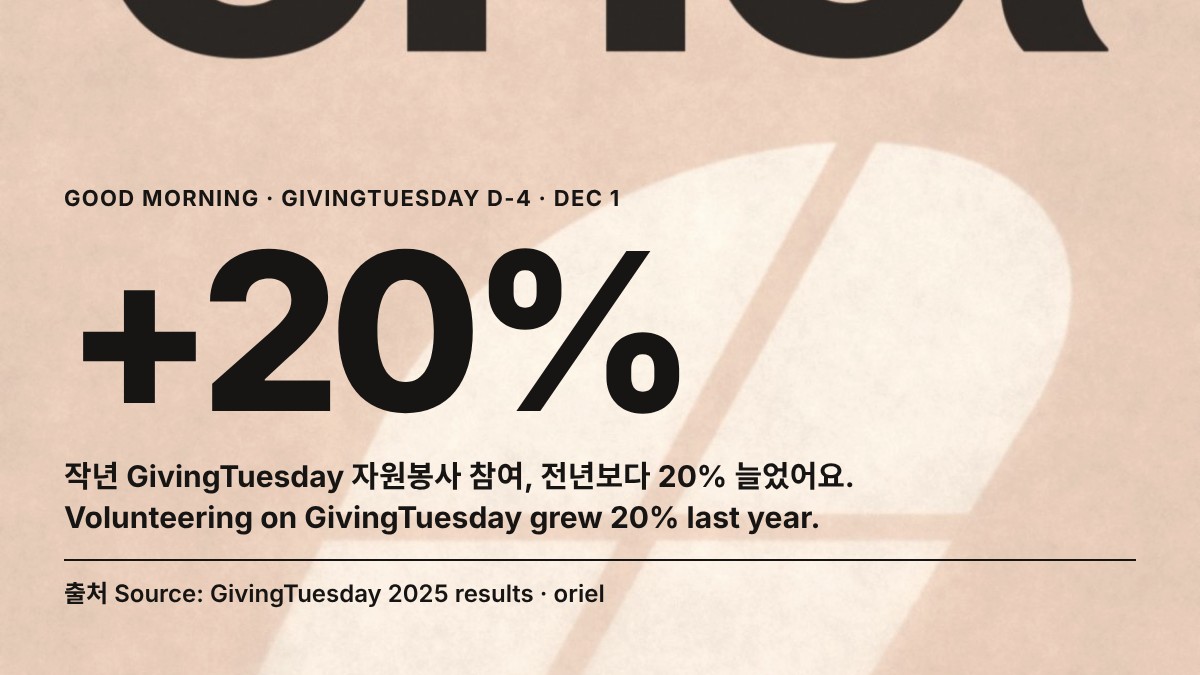 GOOD MORNING · GIVINGTUESDAY D-4 · DEC 1
+20%
작년 GivingTuesday 자원봉사 참여, 전년보다 20% 늘었어요.
Volunteering on GivingTuesday grew 20% last year.
출처 Source: GivingTuesday 2025 results · oriel